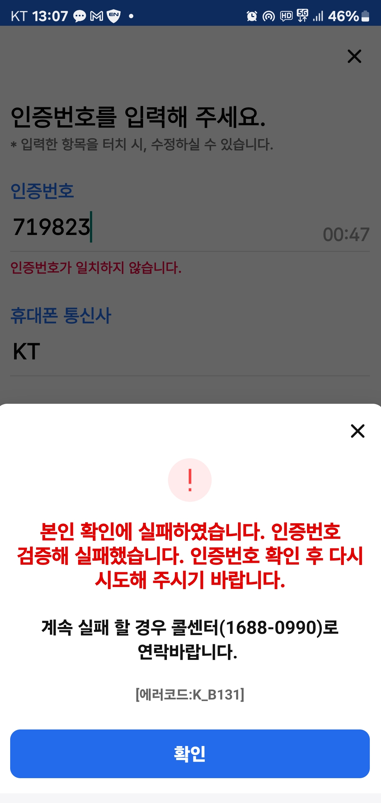 KT 13:07 46%
인증번호를 입력해 주세요.
* 입력한 항목을 터치 시, 수정하실 수 있습니다.
인증번호
719823 00:47
인증번호가 일치하지 않습니다.
휴대폰 통신사
KT
본인 확인에 실패하였습니다. 인증번호
검증해 실패했습니다. 인증번호 확인 후 다시
시도해 주시기 바랍니다.
계속 실패 할 경우 콜센터(1688-0990)로
연락바랍니다.
[에러코드:K_B131]
확인